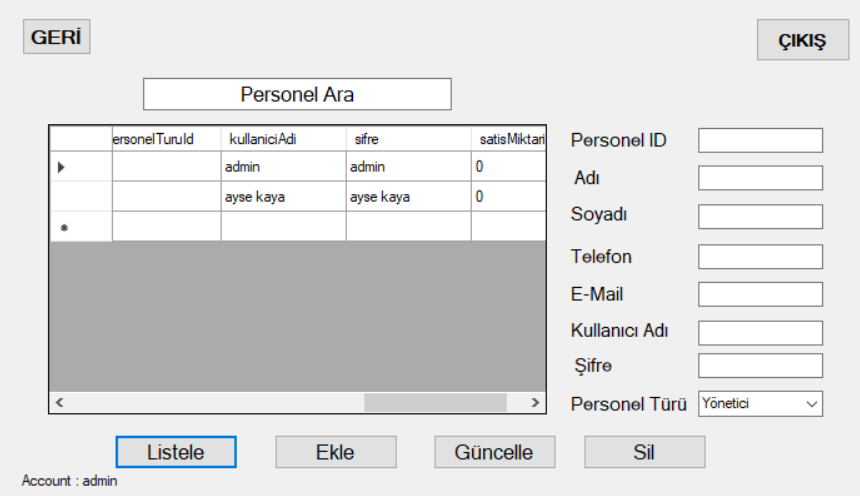 GERİ
ÇIKIŞ
Personel Ara
ersonelTuruId kullaniciAdi sifre satisMiktari
admin admin 0
ayse kaya ayse kaya 0
Personel ID
Adı
Soyadı
Telefon
E-Mail
Kullanıcı Adı
Şifre
Personel Türü Yönetici
Listele Ekle Güncelle Sil
Account : admin